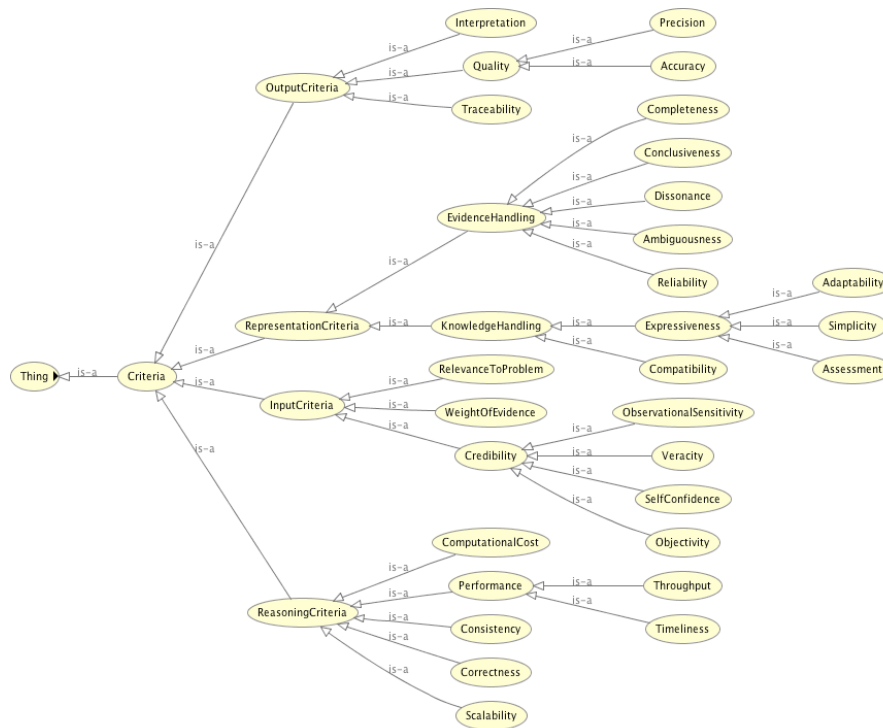 Interpretation
Precision
is-a
is-a
is-a
Quality
is-a
Accuracy
OutputCriteria
is-a
Traceability
Completeness
is-a
Conclusiveness
is-a
Dissonance
EvidenceHandling
is-a
is-a
Ambiguousness
is-a
is-a
is-a
Reliability
Adaptability
is-a
RepresentationCriteria
is-a
KnowledgeHandling
is-a
Expressiveness
is-a
Simplicity
is-a
is-a
is-a
Thing
is-a
Criteria
RelevanceToProblem
Compatibility
Assessment
is-a
is-a
InputCriteria
is-a
WeightOfEvidence
ObservationalSensitivity
is-a
is-a
is-a
Credibility
is-a
Veracity
is-a
SelfConfidence
is-a
ComputationalCost
Objectivity
is-a
Performance
is-a
Throughput
is-a
is-a
ReasoningCriteria
is-a
Consistency
Timeliness
is-a
is-a
Correctness
Scalability